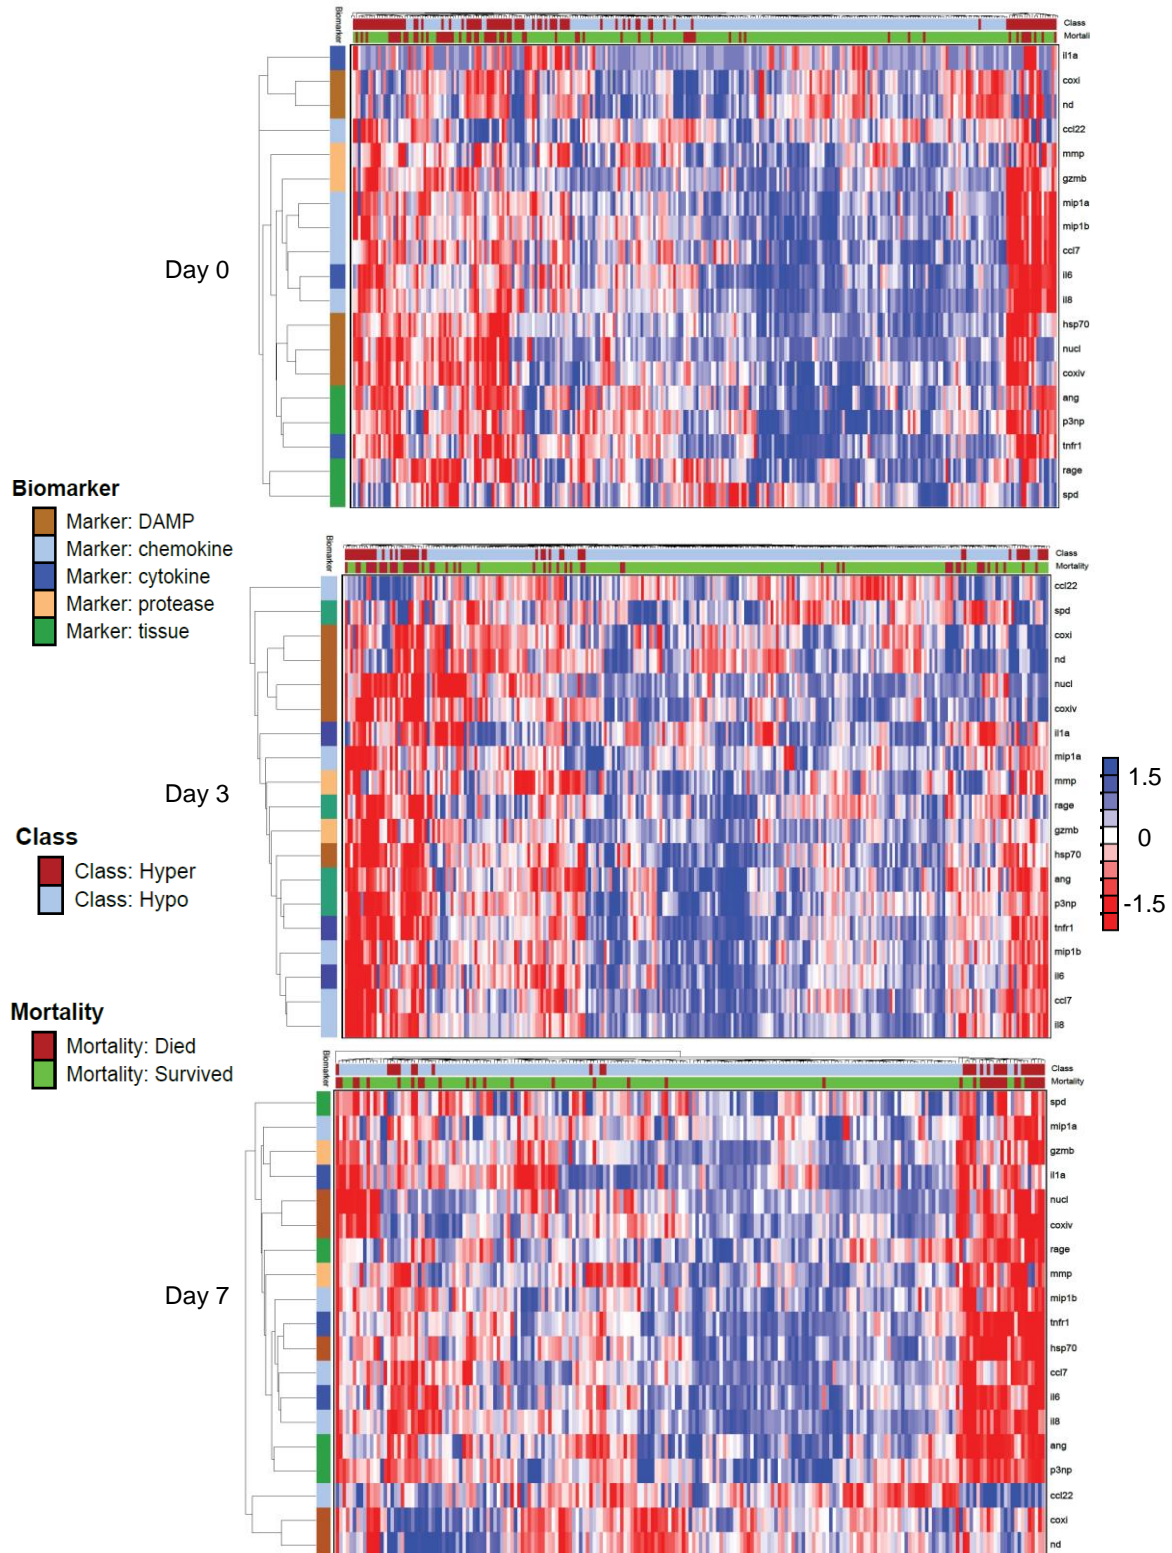 Biomarker
Class
Mortali
il1a
coxi
nd
ccl22
mmp
gzmb
mip1a
mip1b
ccl7
il6
il8
hsp70
nucl
coxiv
ang
p3np
tnfr1
rage
spd
Day 0
Biomarker
Marker: DAMP
Marker: chemokine
Marker: cytokine
Marker: protease
Marker: tissue
Biomarker
Class
Mortality
ccl22
spd
coxi
nd
nucl
coxiv
il1a
mip1a
mmp
rage
gzmb
hsp70
ang
p3np
tnfr1
mip1b
il6
ccl7
il8
Day 3
1.5
0
-1.5
Class
Class: Hyper
Class: Hypo
Mortality
Mortality: Died
Mortality: Survived
Biomarker
Class
Mortality
spd
mip1a
gzmb
il1a
nucl
coxiv
rage
mmp
mip1b
tnfr1
hsp70
ccl7
il6
il8
ang
p3np
ccl22
coxi
nd
Day 7